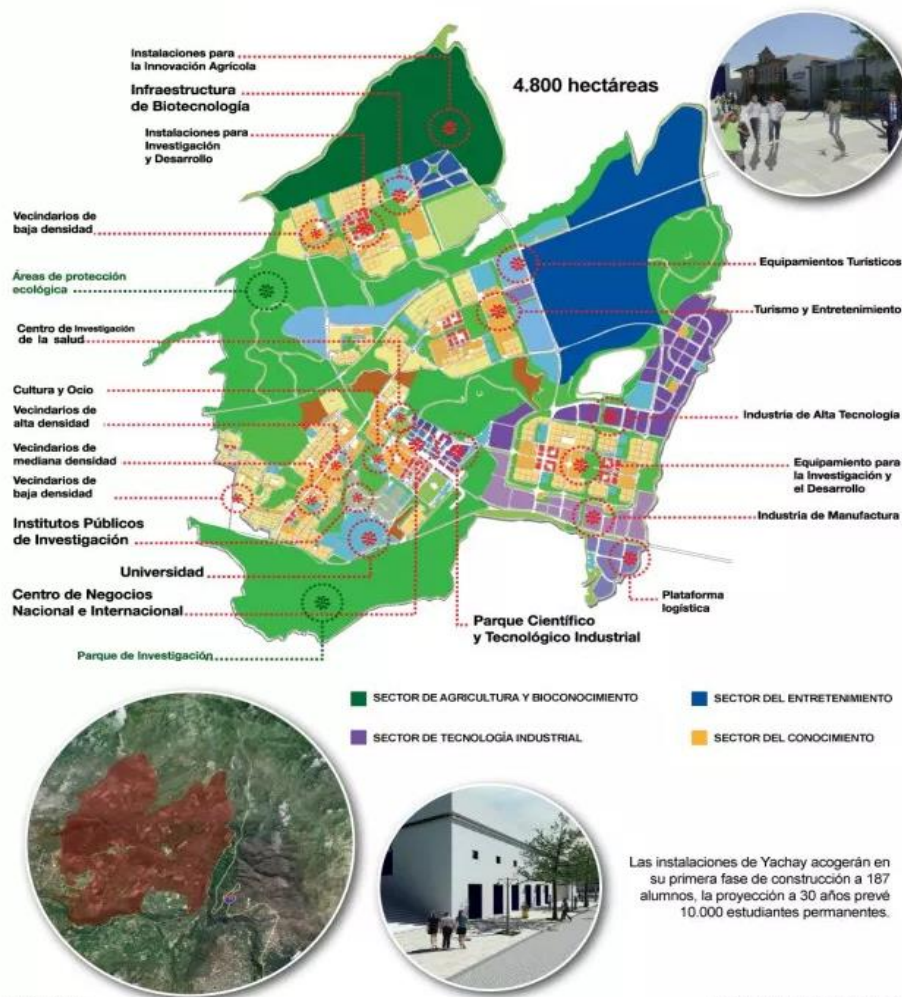 Instalaciones para
la Innovación Agrícola
4.800 hectáreas
Infraestructura
de Biotecnología
Instalaciones para
Investigación
y Desarrollo
Vecindarios de
baja densidad
Áreas de protección
ecológica
Equipamientos Turísticos
Turismo y Entretenimiento
Centro de Investigación
de la salud
Cultura y Ocio
Vecindarios de
alta densidad
Industria de Alta Tecnología
Vecindarios de
mediana densidad
Equipamiento para
la Investigación y
el Desarrollo
Vecindarios de
baja densidad
Industria de Manufactura
Institutos Públicos
de Investigación
Universidad
Centro de Negocios
Nacional e Internacional
Plataforma
logística
Parque Científico
y Tecnológico Industrial
Parque de Investigación
SECTOR DE AGRICULTURA Y BIOCONOCIMIENTO
SECTOR DEL ENTRETENIMIENTO
SECTOR DE TECNOLOGÍA INDUSTRIAL
SECTOR DEL CONOCIMIENTO
Las instalaciones de Yachay acogerán en
su primera fase de construcción a 187
alumnos, la proyección a 30 años prevé
10.000 estudiantes permanentes.